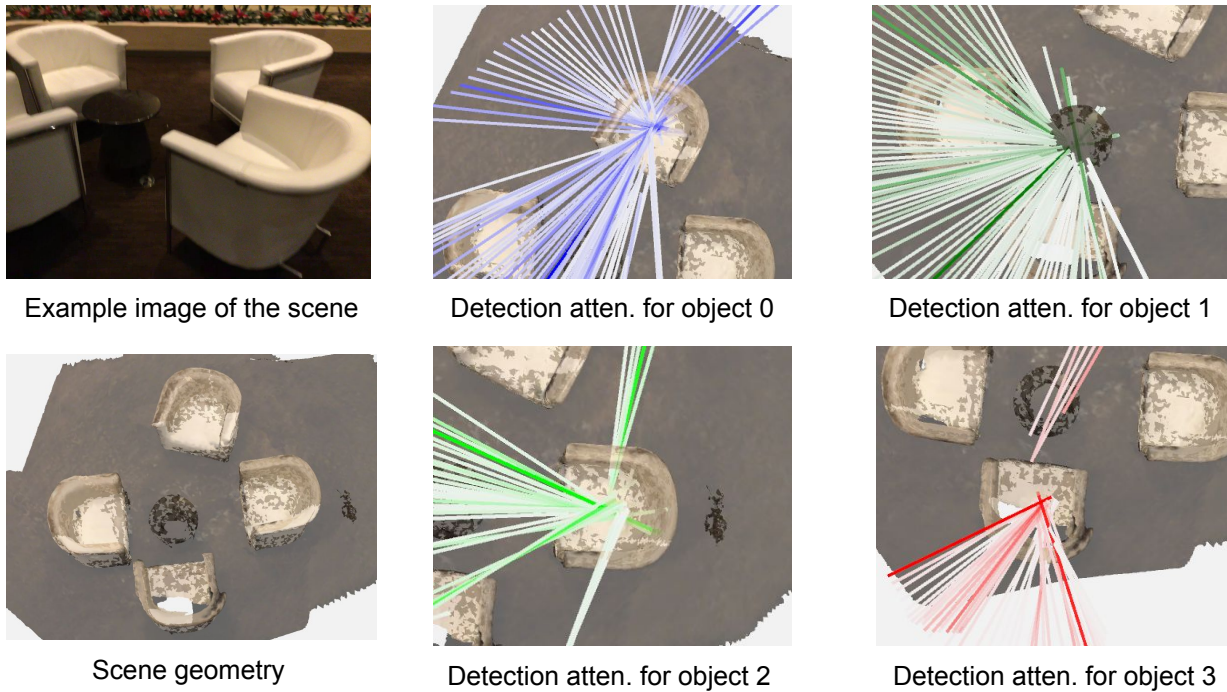 Example image of the scene
Detection atten. for object 0
Detection atten. for object 1
Scene geometry
Detection atten. for object 2
Detection atten. for object 3